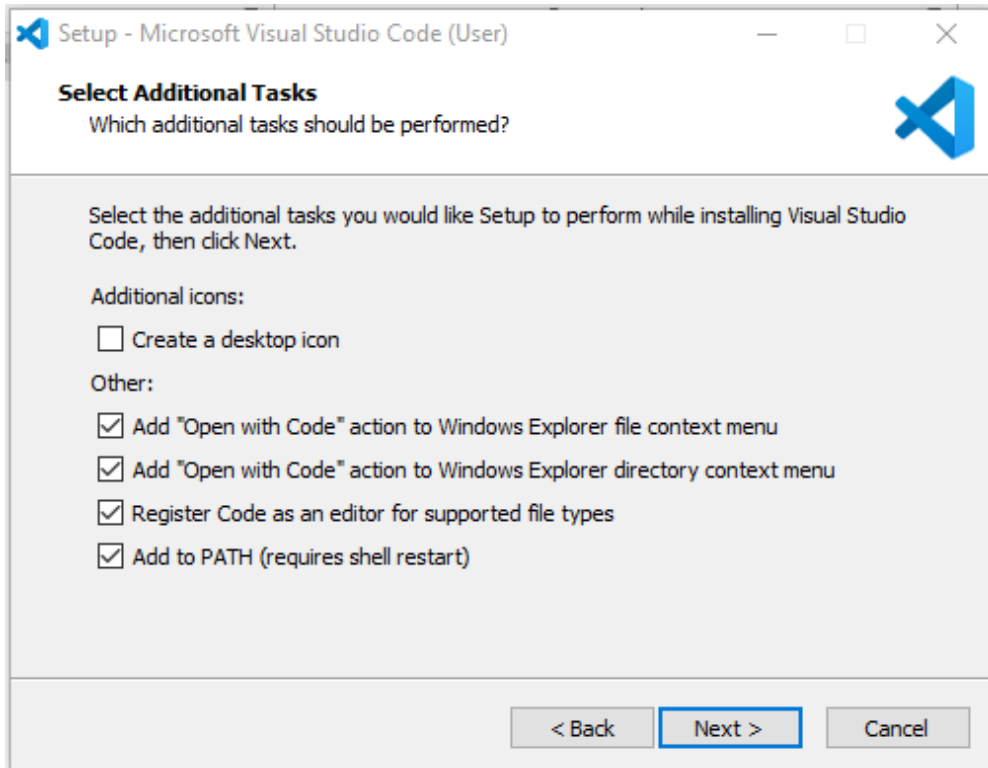 Setup - Microsoft Visual Studio Code (User)
Select Additional Tasks
Which additional tasks should be performed?
Select the additional tasks you would like Setup to perform while installing Visual Studio
Code, then click Next.
Additional icons:
Create a desktop icon
Other:
Add "Open with Code" action to Windows Explorer file context menu
Add "Open with Code" action to Windows Explorer directory context menu
Register Code as an editor for supported file types
Add to PATH (requires shell restart)
< Back Next > Cancel